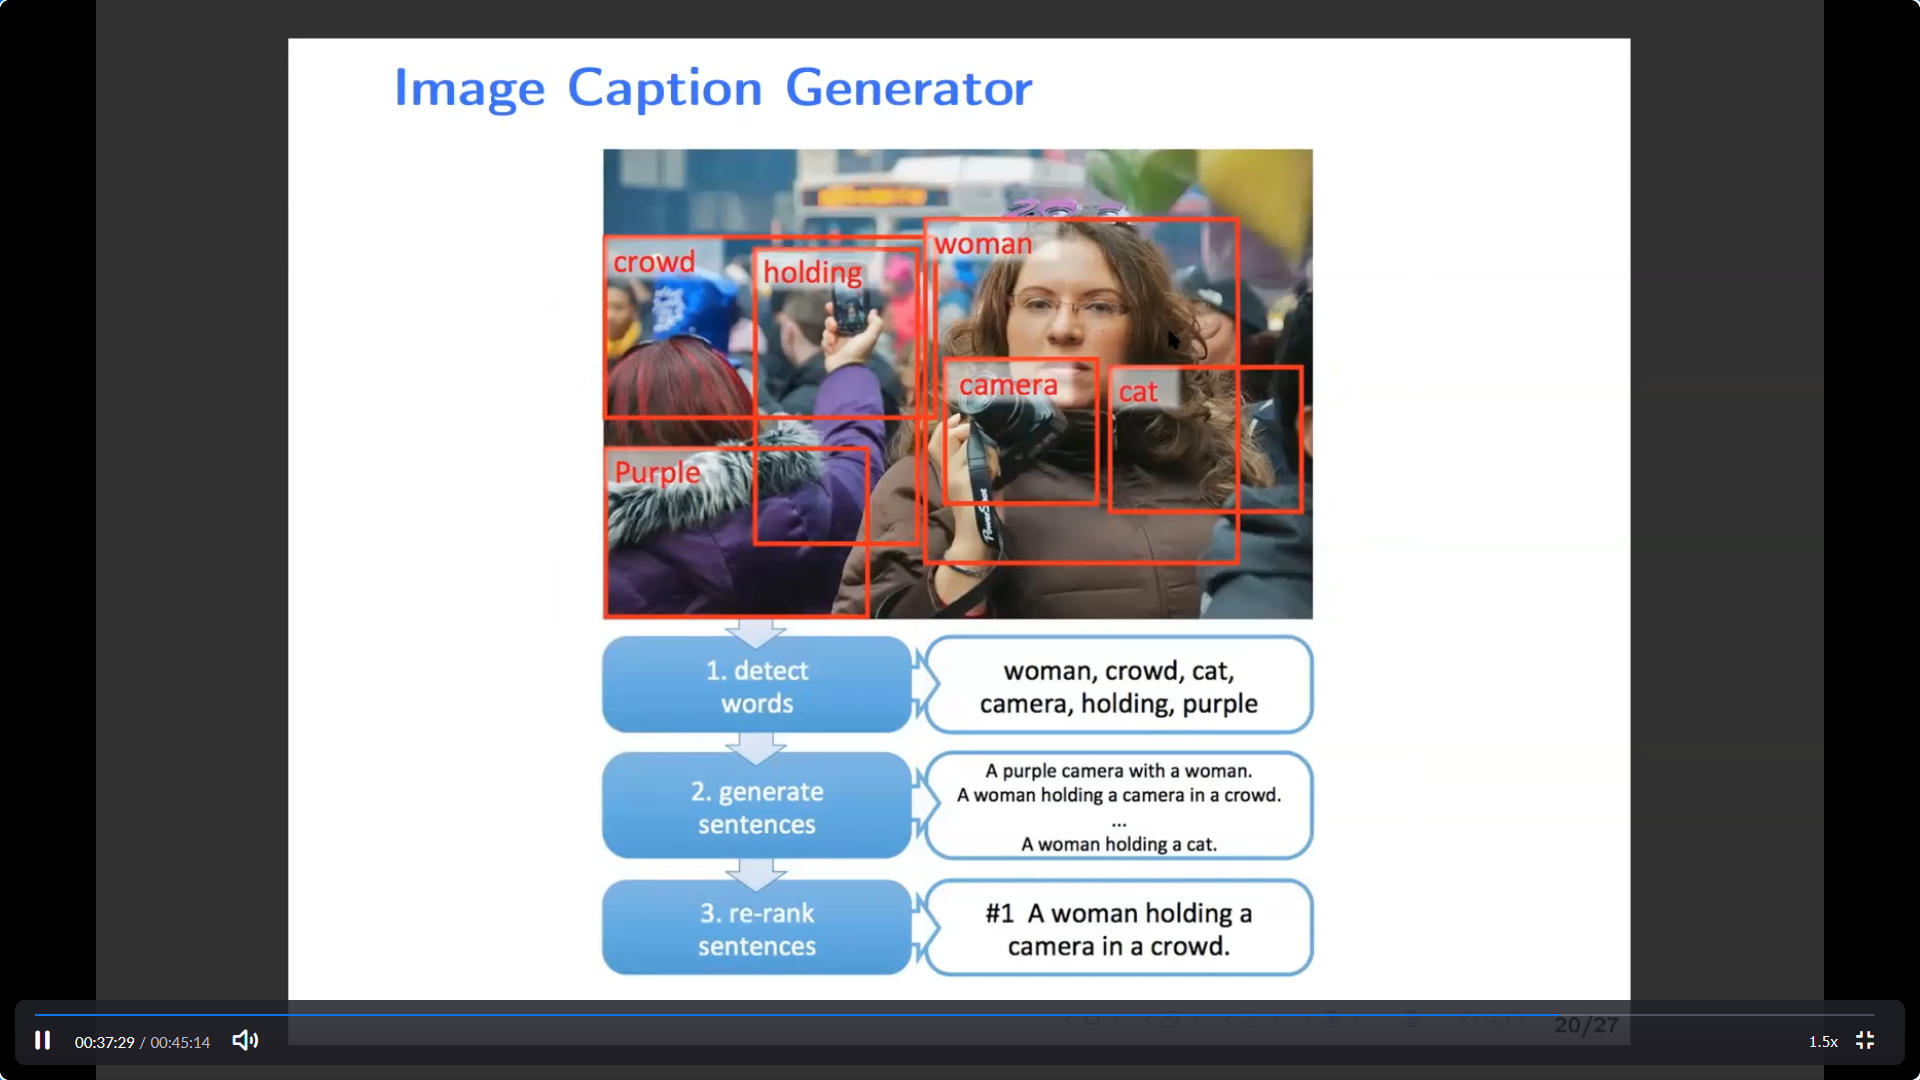 Image Caption Generator
crowd
holding
woman
camera
cat
Purple
PowerShot
1. detect
words
woman, crowd, cat,
camera, holding, purple
2. generate
sentences
A purple camera with a woman.
A woman holding a camera in a crowd.
...
A woman holding a cat.
3. re-rank
sentences
#1 A woman holding a
camera in a crowd.
20/27
00:37:29 / 00:45:14
1.5x